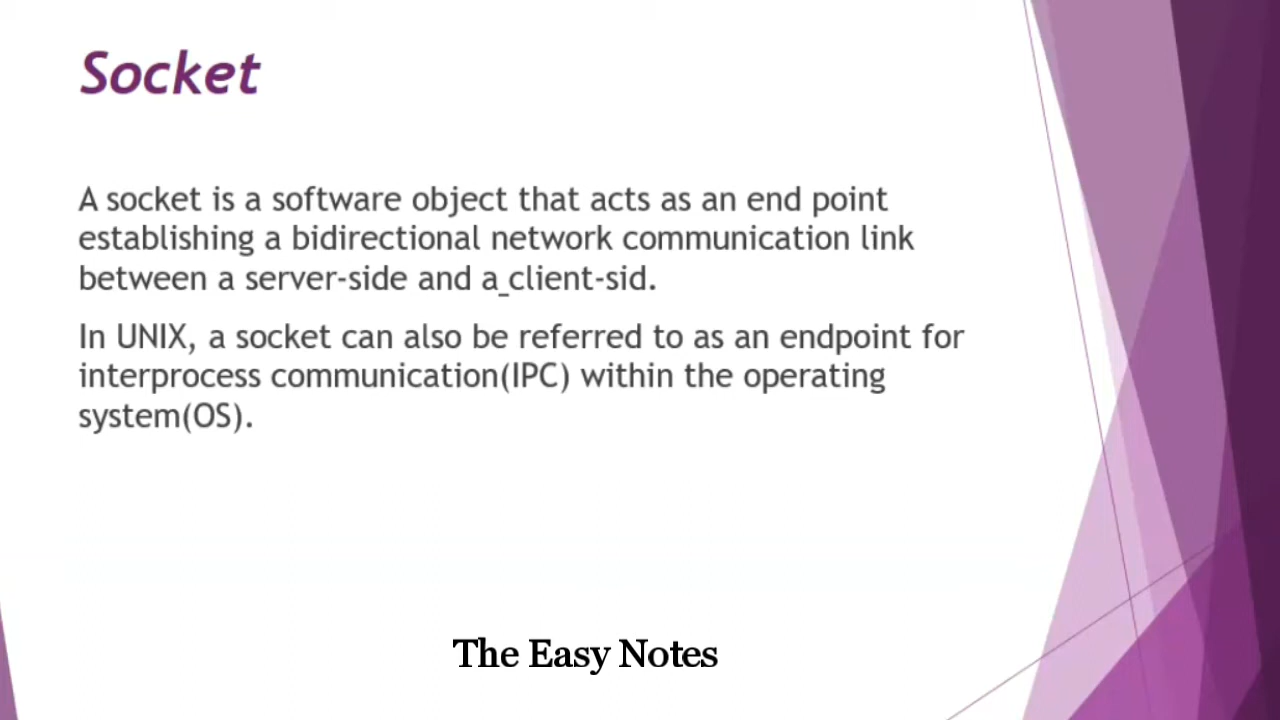 Socket
A socket is a software object that acts as an end point
establishing a bidirectional network communication link
between a server-side and a_client-sid.
In UNIX, a socket can also be referred to as an endpoint for
interprocess communication(IPC) within the operating
system(OS).
The Easy Notes